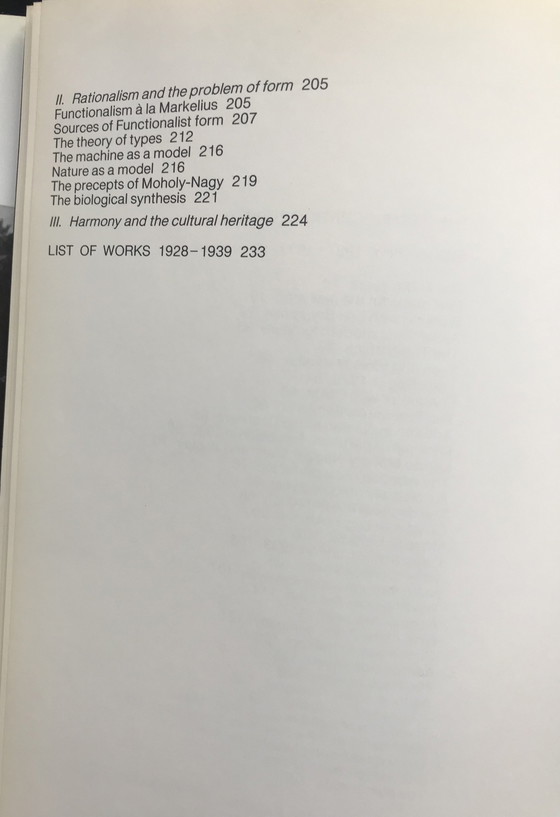 II. Rationalism and the problem of form 205
Functionalism à la Markelius 205
Sources of Functionalist form 207
The theory of types 212
The machine as a model 216
Nature as a model 216
The precepts of Moholy-Nagy 219
The biological synthesis 221
III. Harmony and the cultural heritage 224
LIST OF WORKS 1928–1939 233